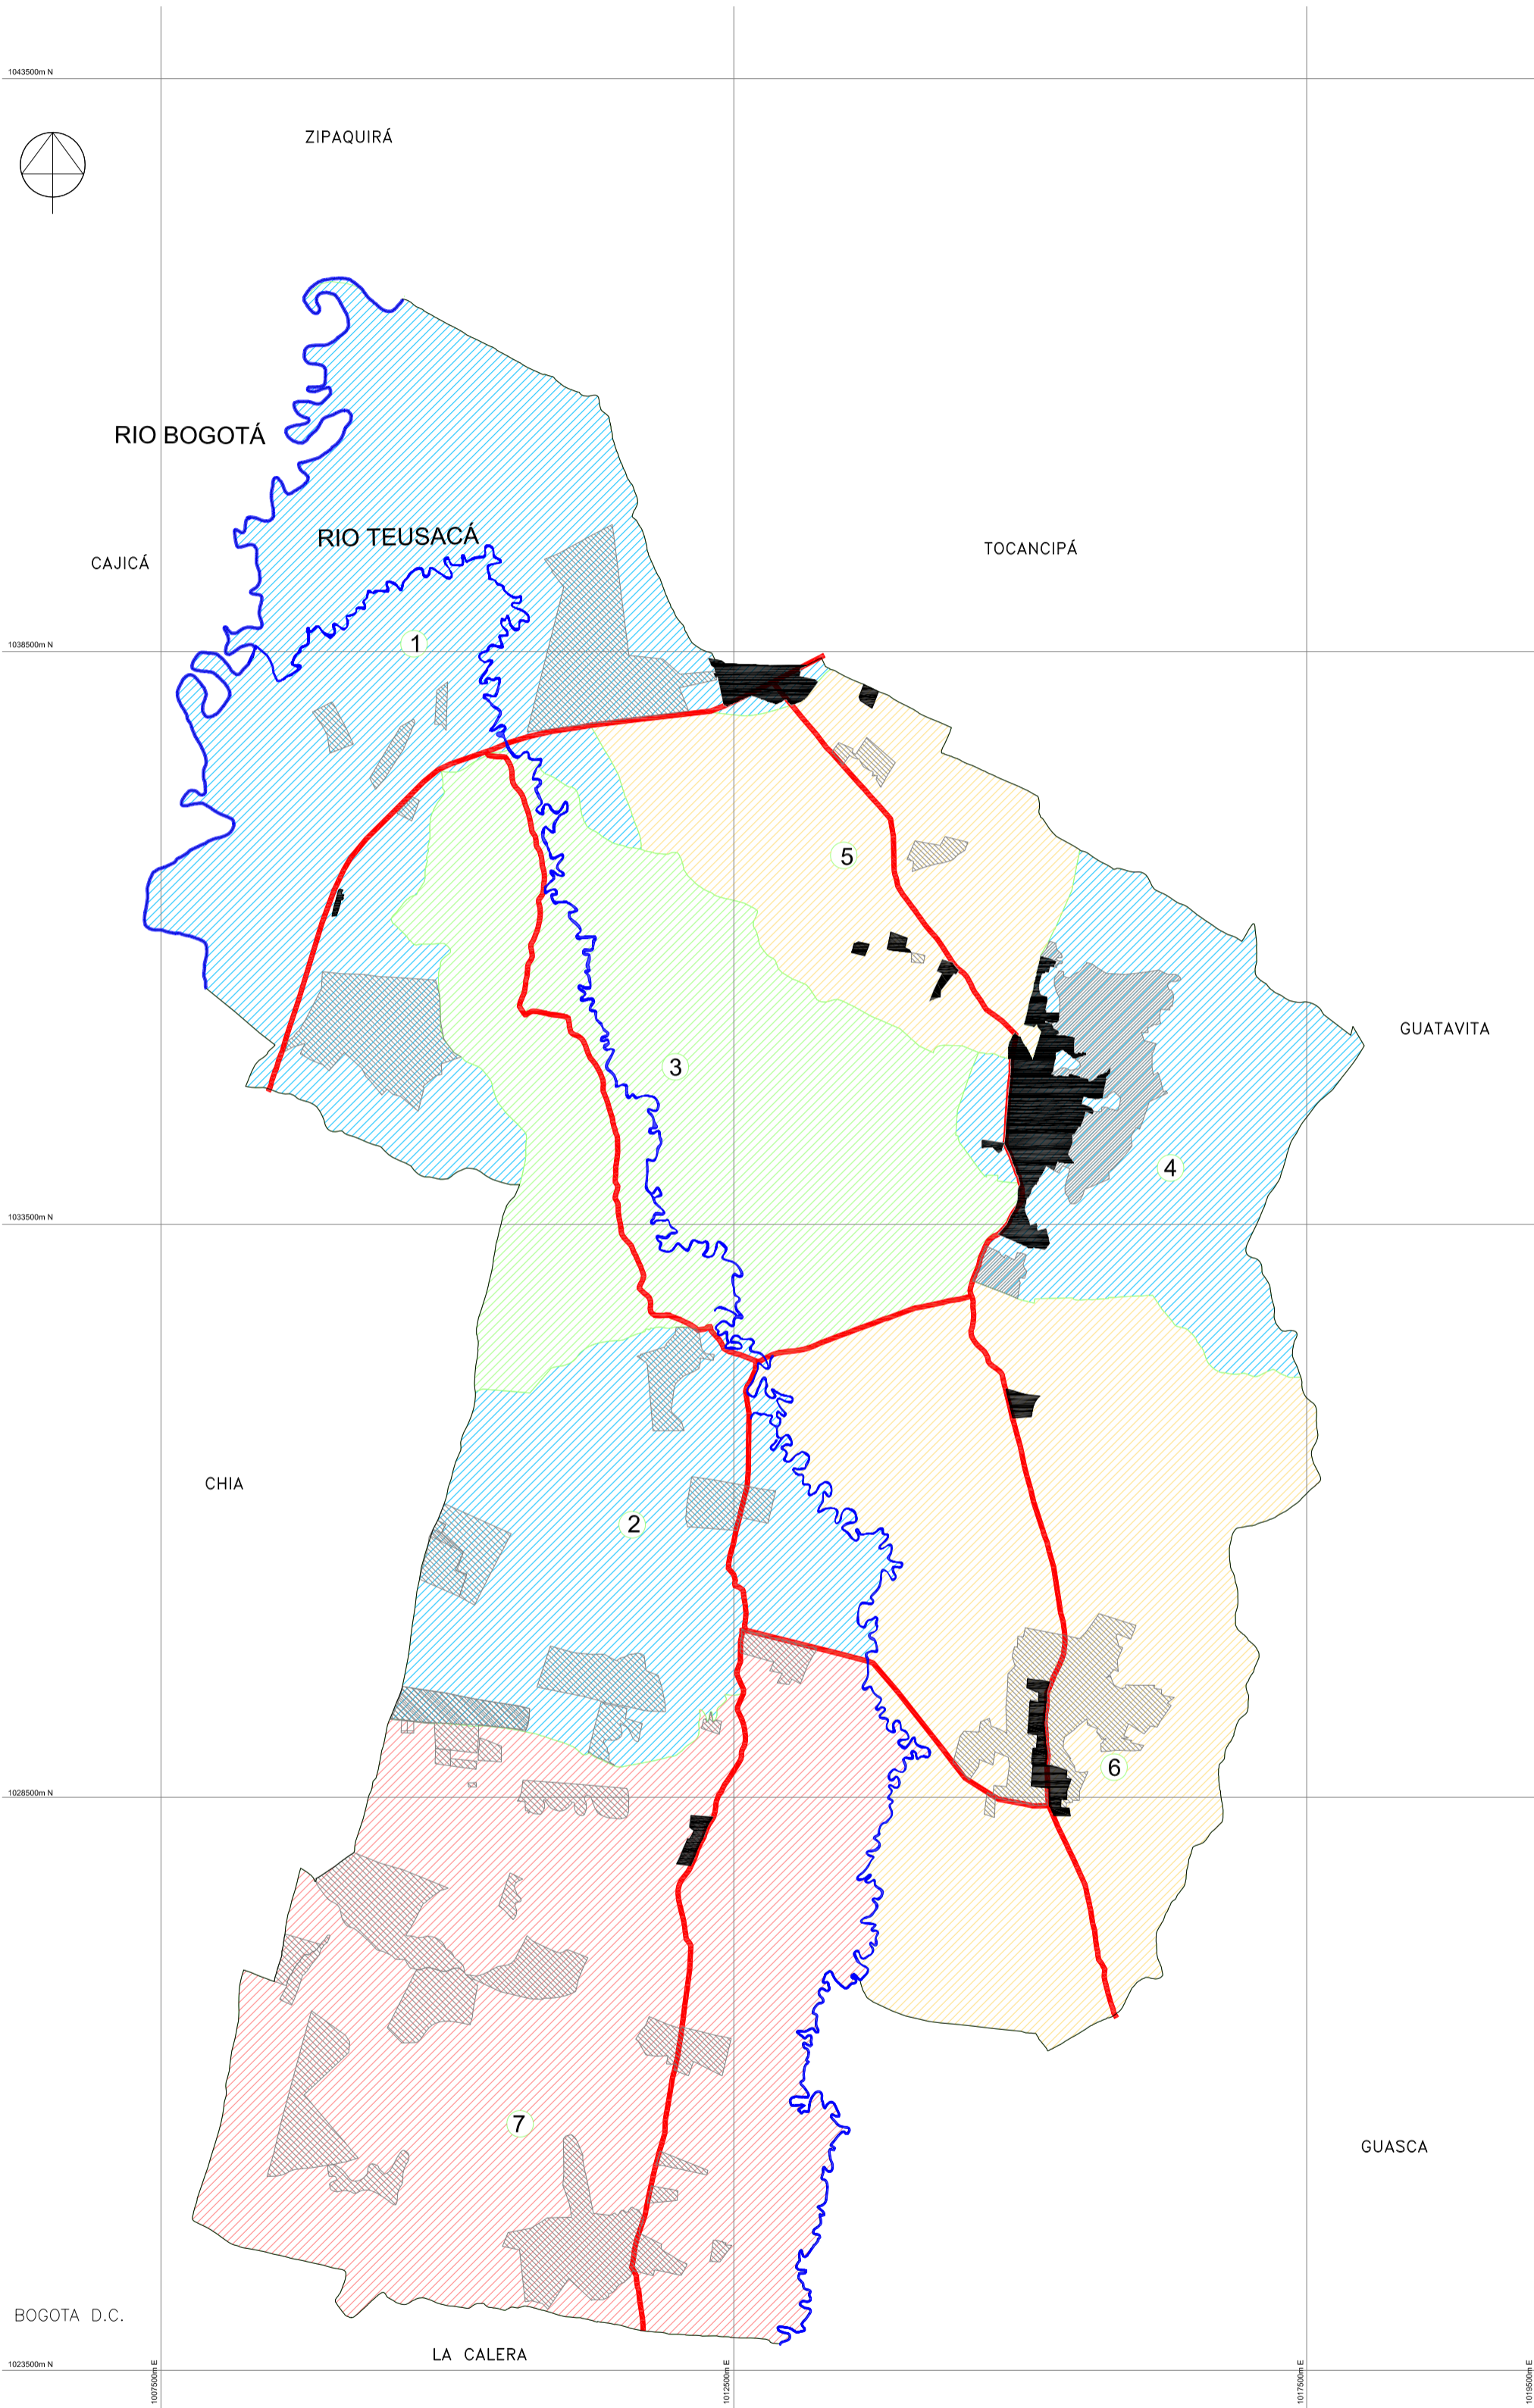 1043500m N
ZIPAQUIRÁ
RIO BOGOTÁ
RIO TEUSACÁ
CAJICÁ
TOCANCIPÁ
1
1038500m N
5
GUATAVITA
3
4
1033500m N
CHIA
2
6
1028500m N
7
GUASCA
BOGOTA D.C.
LA CALERA
1023500m N
1007500m E
1012500m E
1017500m E
1019500m E